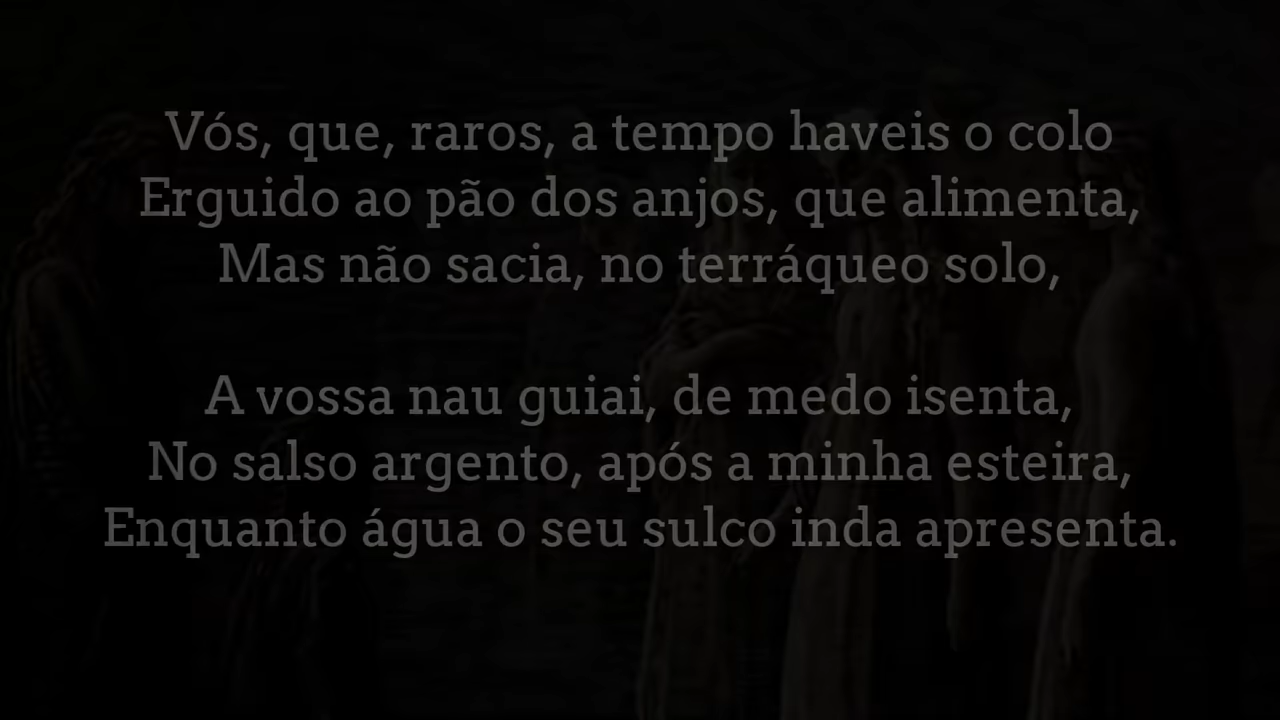 Vós, que, raros, a tempo haveis o colo
Erguido ao pão dos anjos, que alimenta,
Mas não sacia, no terráqueo solo,
A vossa nau guiai, de medo isenta,
No salso argento, após a minha esteira,
Enquanto água o seu sulco inda apresenta.